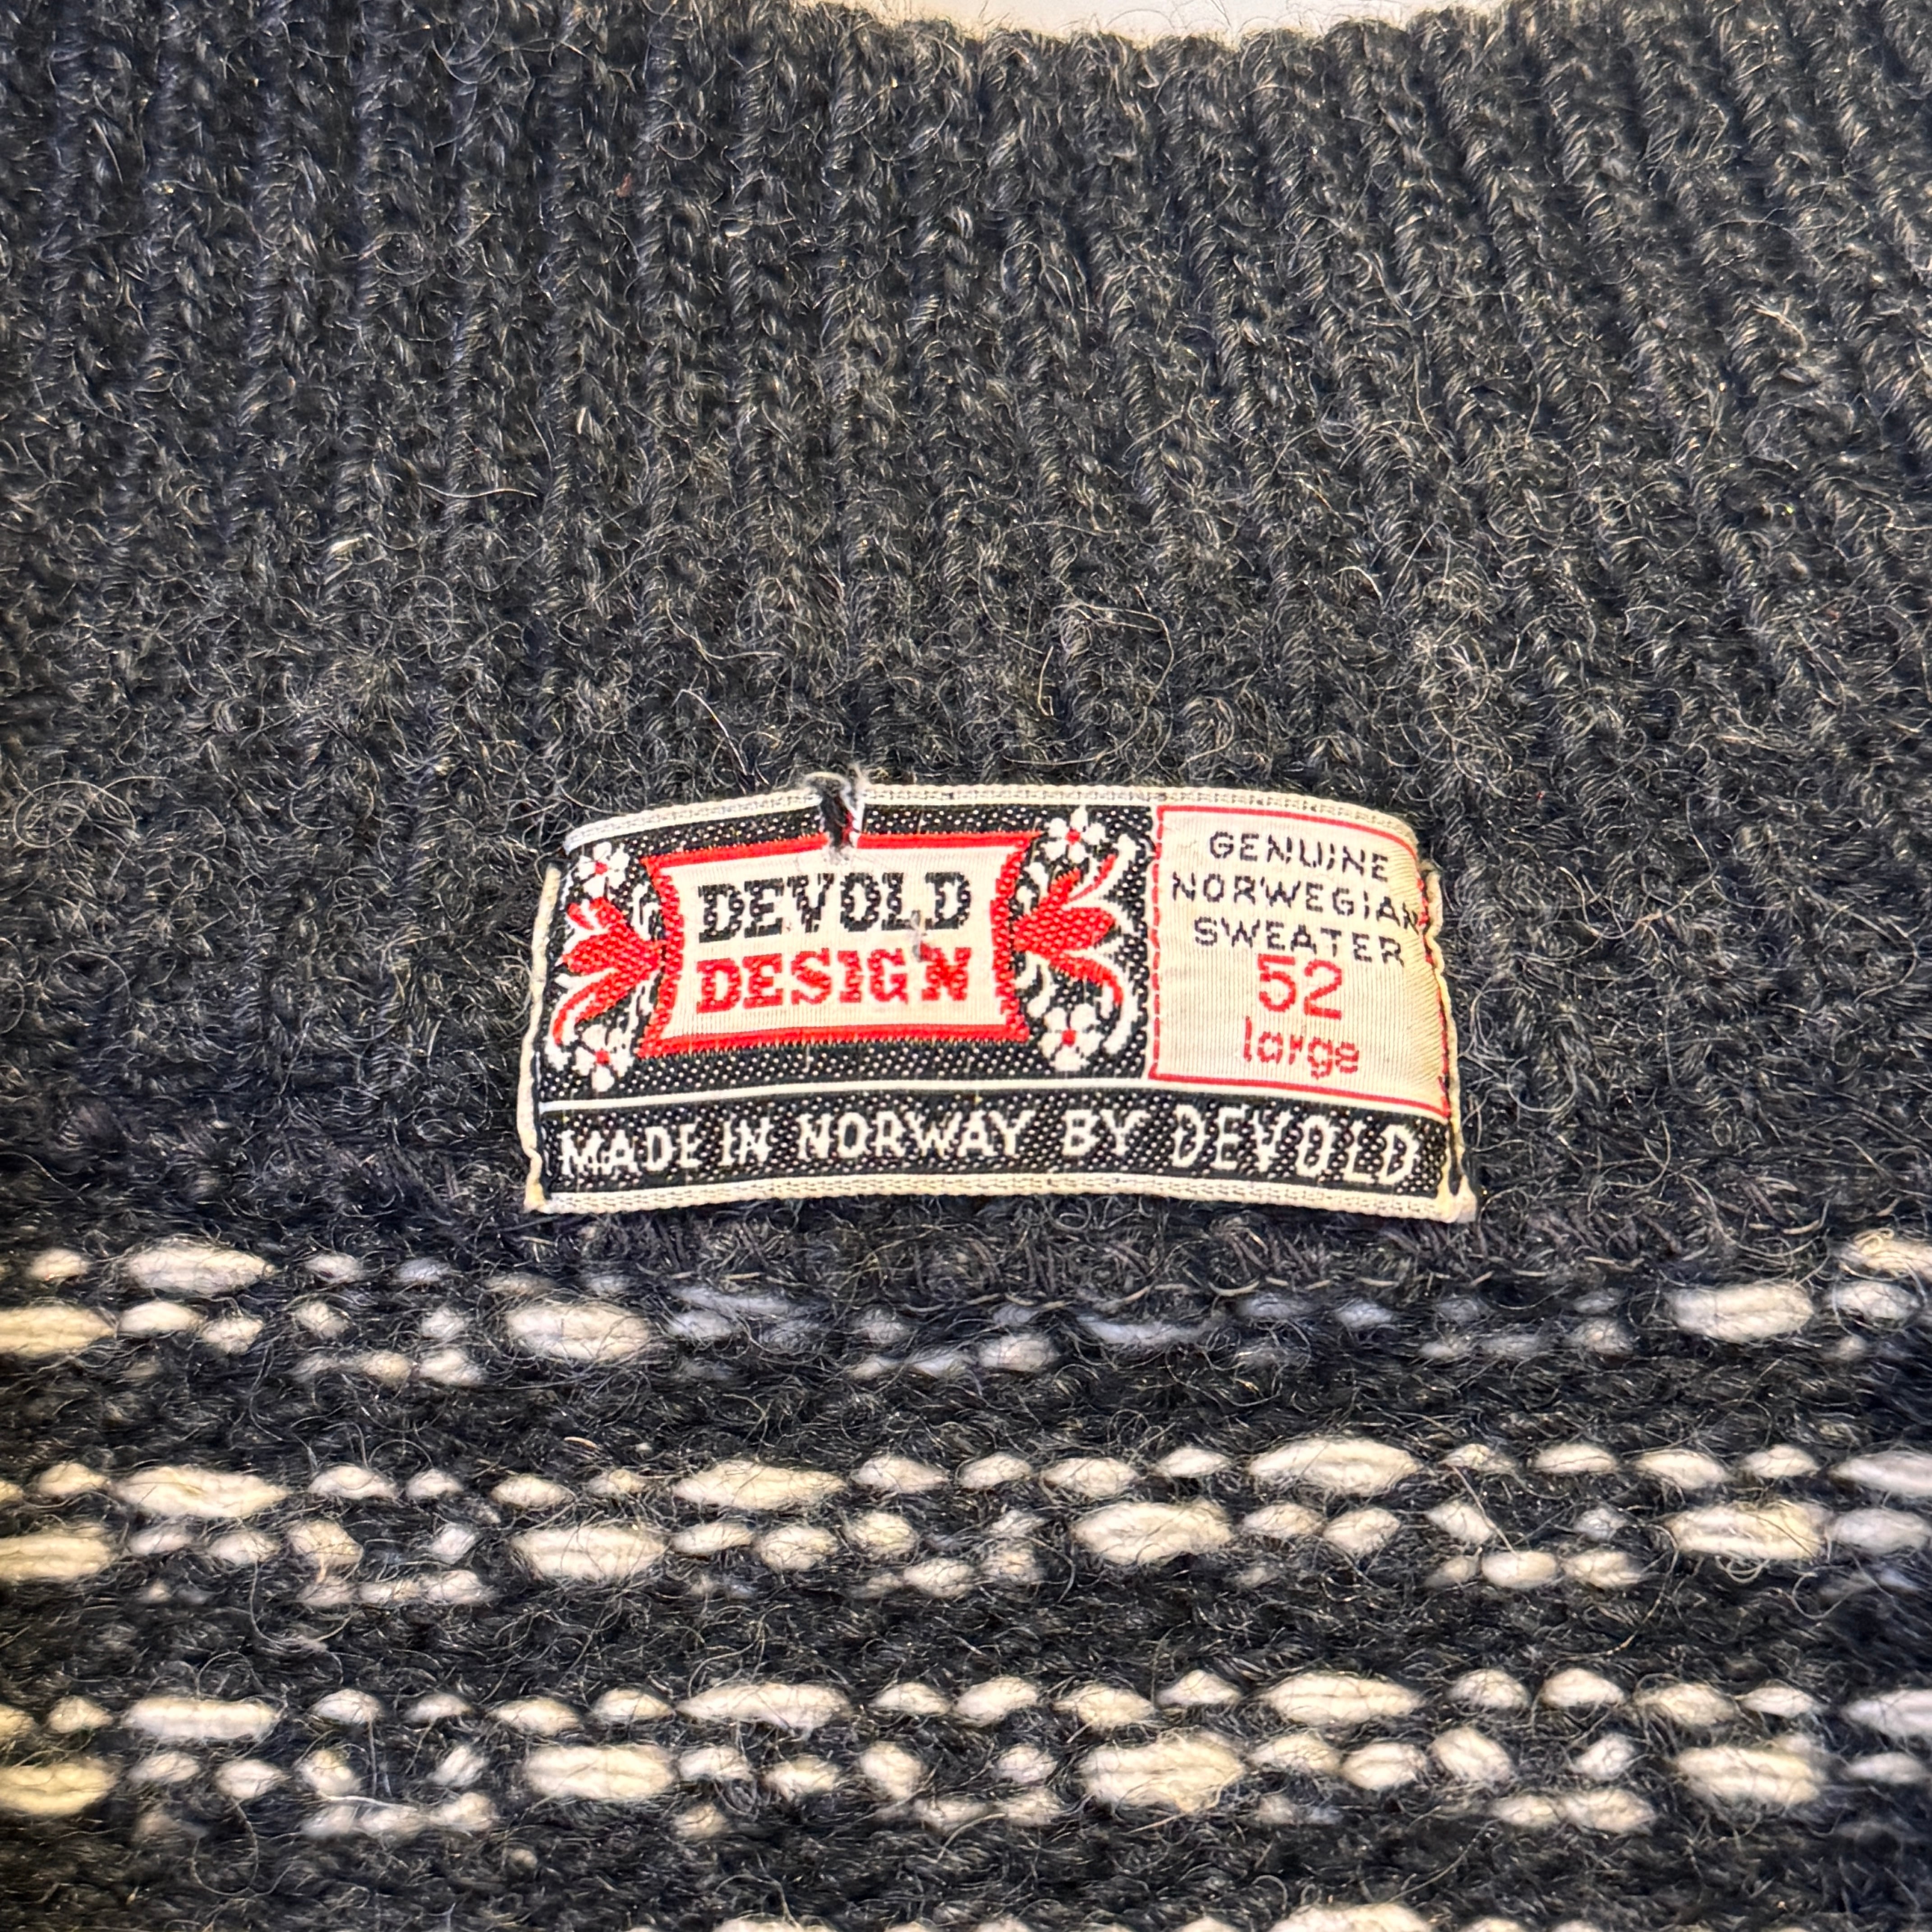 DEVOLD
DESIGN
GENUINE
NORWEGIAN
SWEATER
52
large
MADE IN NORWAY BY DEVOLD